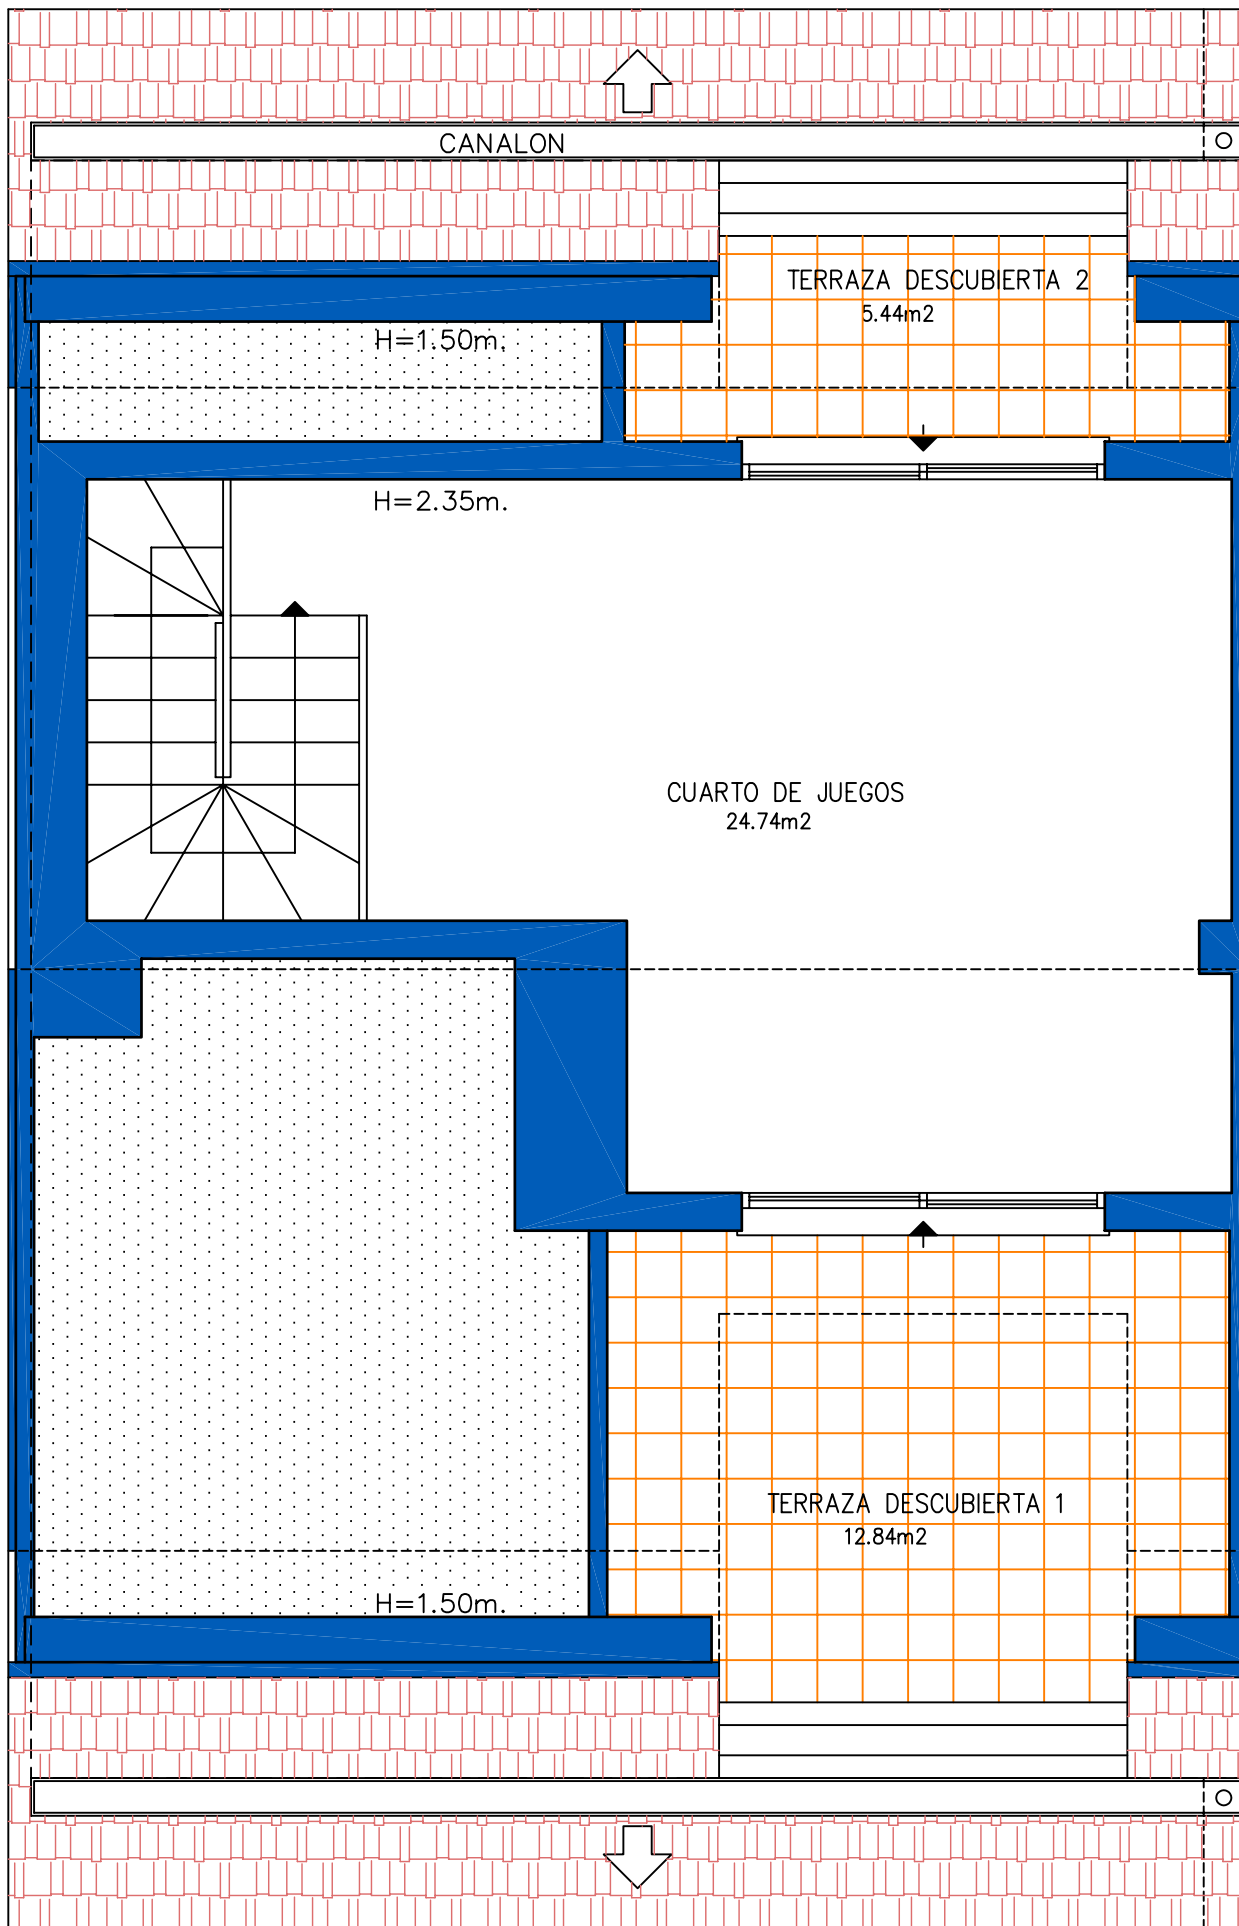 CANALON
TERRAZA DESCUBIERTA 2
5.44m2
H=1.50m.
H=2.35m.
CUARTO DE JUEGOS
24.74m2
TERRAZA DESCUBIERTA 1
12.84m2
H=1.50m.